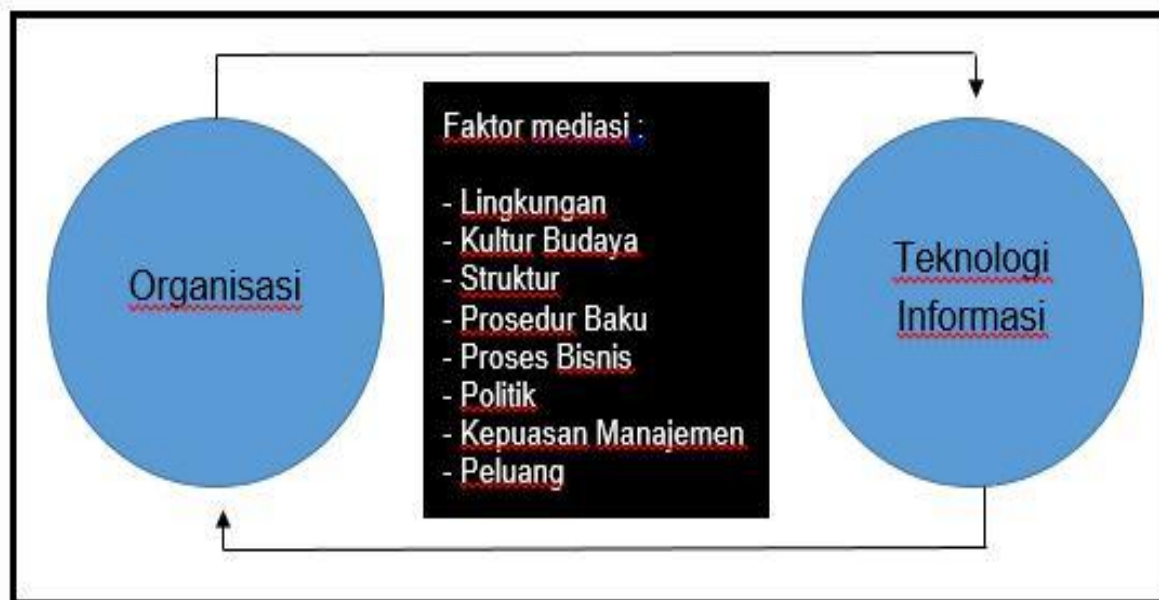 Organisasi
Faktor mediasi :
- Lingkungan
- Kultur Budaya
- Struktur
- Prosedur Baku
- Proses Bisnis
- Politik
- Kepuasan Manajemen
- Peluang
Teknologi
Informasi